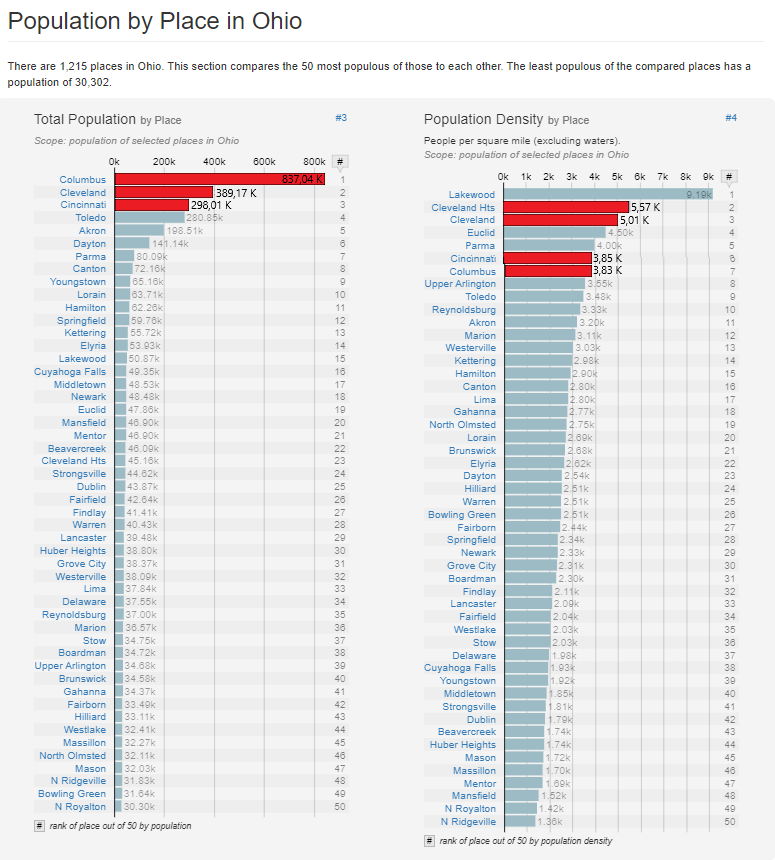 Population by Place in Ohio
There are 1,215 places in Ohio. This section compares the 50 most populous of those to each other. The least populous of the compared places has a
population of 30,302.
Total Population by Place #3
Scope: population of selected places in Ohio
0k 200k 400k 600k 800k #
Columbus 837,04 K 1
Cleveland 389,17 K 2
Cincinnati 298,01 K 3
Toledo 280.85k 4
Akron 198.51k 5
Dayton 141.14k 6
Parma 80.09k 7
Canton 72.16k 8
Youngstown 65.16k 9
Lorain 63.71k 10
Hamilton 62.26k 11
Springfield 59.76k 12
Kettering 55.72k 13
Elyria 53.93k 14
Lakewood 50.87k 15
Cuyahoga Falls 49.35k 16
Middletown 48.53k 17
Newark 48.48k 18
Euclid 47.86k 19
Mansfield 46.90k 20
Mentor 46.90k 21
Beavercreek 46.09k 22
Cleveland Hts 45.16k 23
Strongsville 44.62k 24
Dublin 43.87k 25
Fairfield 42.64k 26
Findlay 41.41k 27
Warren 40.43k 28
Lancaster 39.48k 29
Huber Heights 38.80k 30
Grove City 38.37k 31
Westerville 38.09k 32
Lima 37.84k 33
Delaware 37.55k 34
Reynoldsburg 37.00k 35
Marion 36.57k 36
Stow 34.75k 37
Boardman 34.72k 38
Upper Arlington 34.68k 39
Brunswick 34.58k 40
Gahanna 34.37k 41
Fairborn 33.49k 42
Hilliard 33.11k 43
Westlake 32.41k 44
Massillon 32.27k 45
North Olmsted 32.11k 46
Mason 32.03k 47
N Ridgeville 31.83k 48
Bowling Green 31.64k 49
N Royalton 30.30k 50
# rank of place out of 50 by population
Population Density by Place #4
People per square mile (excluding waters).
Scope: population of selected places in Ohio
0k 1k 2k 3k 4k 5k 6k 7k 8k 9k #
Lakewood 9.19k 1
Cleveland Hts 5,57 K 2
Cleveland 5,01 K 3
Euclid 4.50k 4
Parma 4.00k 5
Cincinnati 3,85 K 6
Columbus 3,83 K 7
Upper Arlington 3.55k 8
Toledo 3.48k 9
Reynoldsburg 3.33k 10
Akron 3.20k 11
Marion 3.11k 12
Westerville 3.03k 13
Kettering 2.98k 14
Hamilton 2.90k 15
Canton 2.80k 16
Lima 2.80k 17
Gahanna 2.77k 18
North Olmsted 2.75k 19
Lorain 2.69k 20
Brunswick 2.68k 21
Elyria 2.62k 22
Dayton 2.54k 23
Hilliard 2.51k 24
Warren 2.51k 25
Bowling Green 2.51k 26
Fairborn 2.44k 27
Springfield 2.34k 28
Newark 2.33k 29
Grove City 2.31k 30
Boardman 2.30k 31
Findlay 2.11k 32
Lancaster 2.09k 33
Fairfield 2.04k 34
Westlake 2.03k 35
Stow 2.03k 36
Delaware 1.98k 37
Cuyahoga Falls 1.93k 38
Youngstown 1.92k 39
Middletown 1.85k 40
Strongsville 1.81k 41
Dublin 1.79k 42
Beavercreek 1.74k 43
Huber Heights 1.74k 44
Mason 1.72k 45
Massillon 1.70k 46
Mentor 1.69k 47
Mansfield 1.52k 48
N Royalton 1.42k 49
N Ridgeville 1.36k 50
# rank of place out of 50 by population density